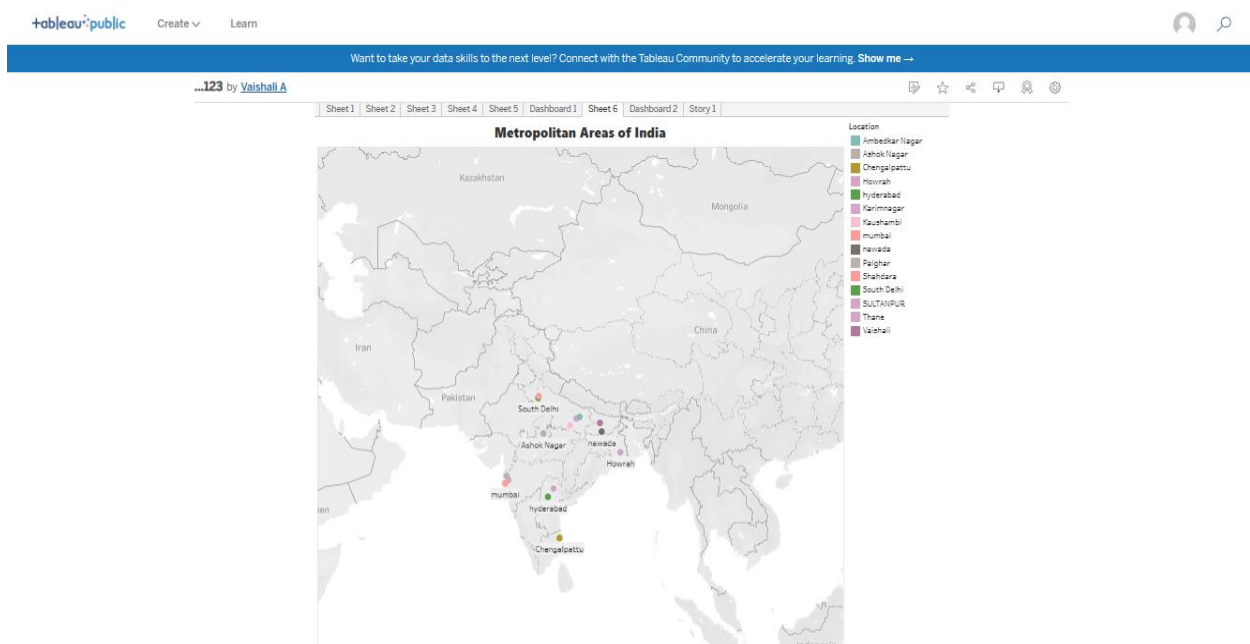 +ableau public Create Learn
Want to take your data skills to the next level? Connect with the Tableau Community to accelerate your learning. Show me →
...123 by Vaishali A
Sheet 1 Sheet 2 Sheet 3 Sheet 4 Sheet 5 Dashboard 1 Sheet 6 Dashboard 2 Story 1
Metropolitan Areas of India
Kazakhstan
Mongolia
China
Iran
Pakistan
South Delhi
Ashok Nagar
nawada
Howrah
mumbai
hyderabad
Chengalpattu
Location
Ambedkar Nagar
Ashok Nagar
Chengalpattu
Howrah
hyderabad
Karimnagar
Kaushambi
mumbai
nawada
Palghar
Shahdara
South Delhi
SULTANPUR
Thane
Vaishali